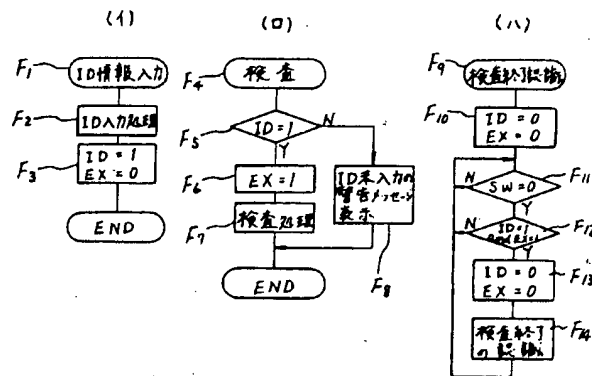 (イ)
F1
ID情報入力
F2
ID入力処理
F3
ID=1
EX=0
END
(ロ)
F4
検査
F5
ID=1
N
Y
F6
EX=1
F7
検査処理
ID未入力の
警告メッセージ
表示
F8
END
(ハ)
F9
検査終了認識
F10
ID=0
EX=0
N
SW=0
F11
Y
N
ID=1
and EX=1
F12
Y
ID=0
EX=0
F13
検査終了
の認識
F14